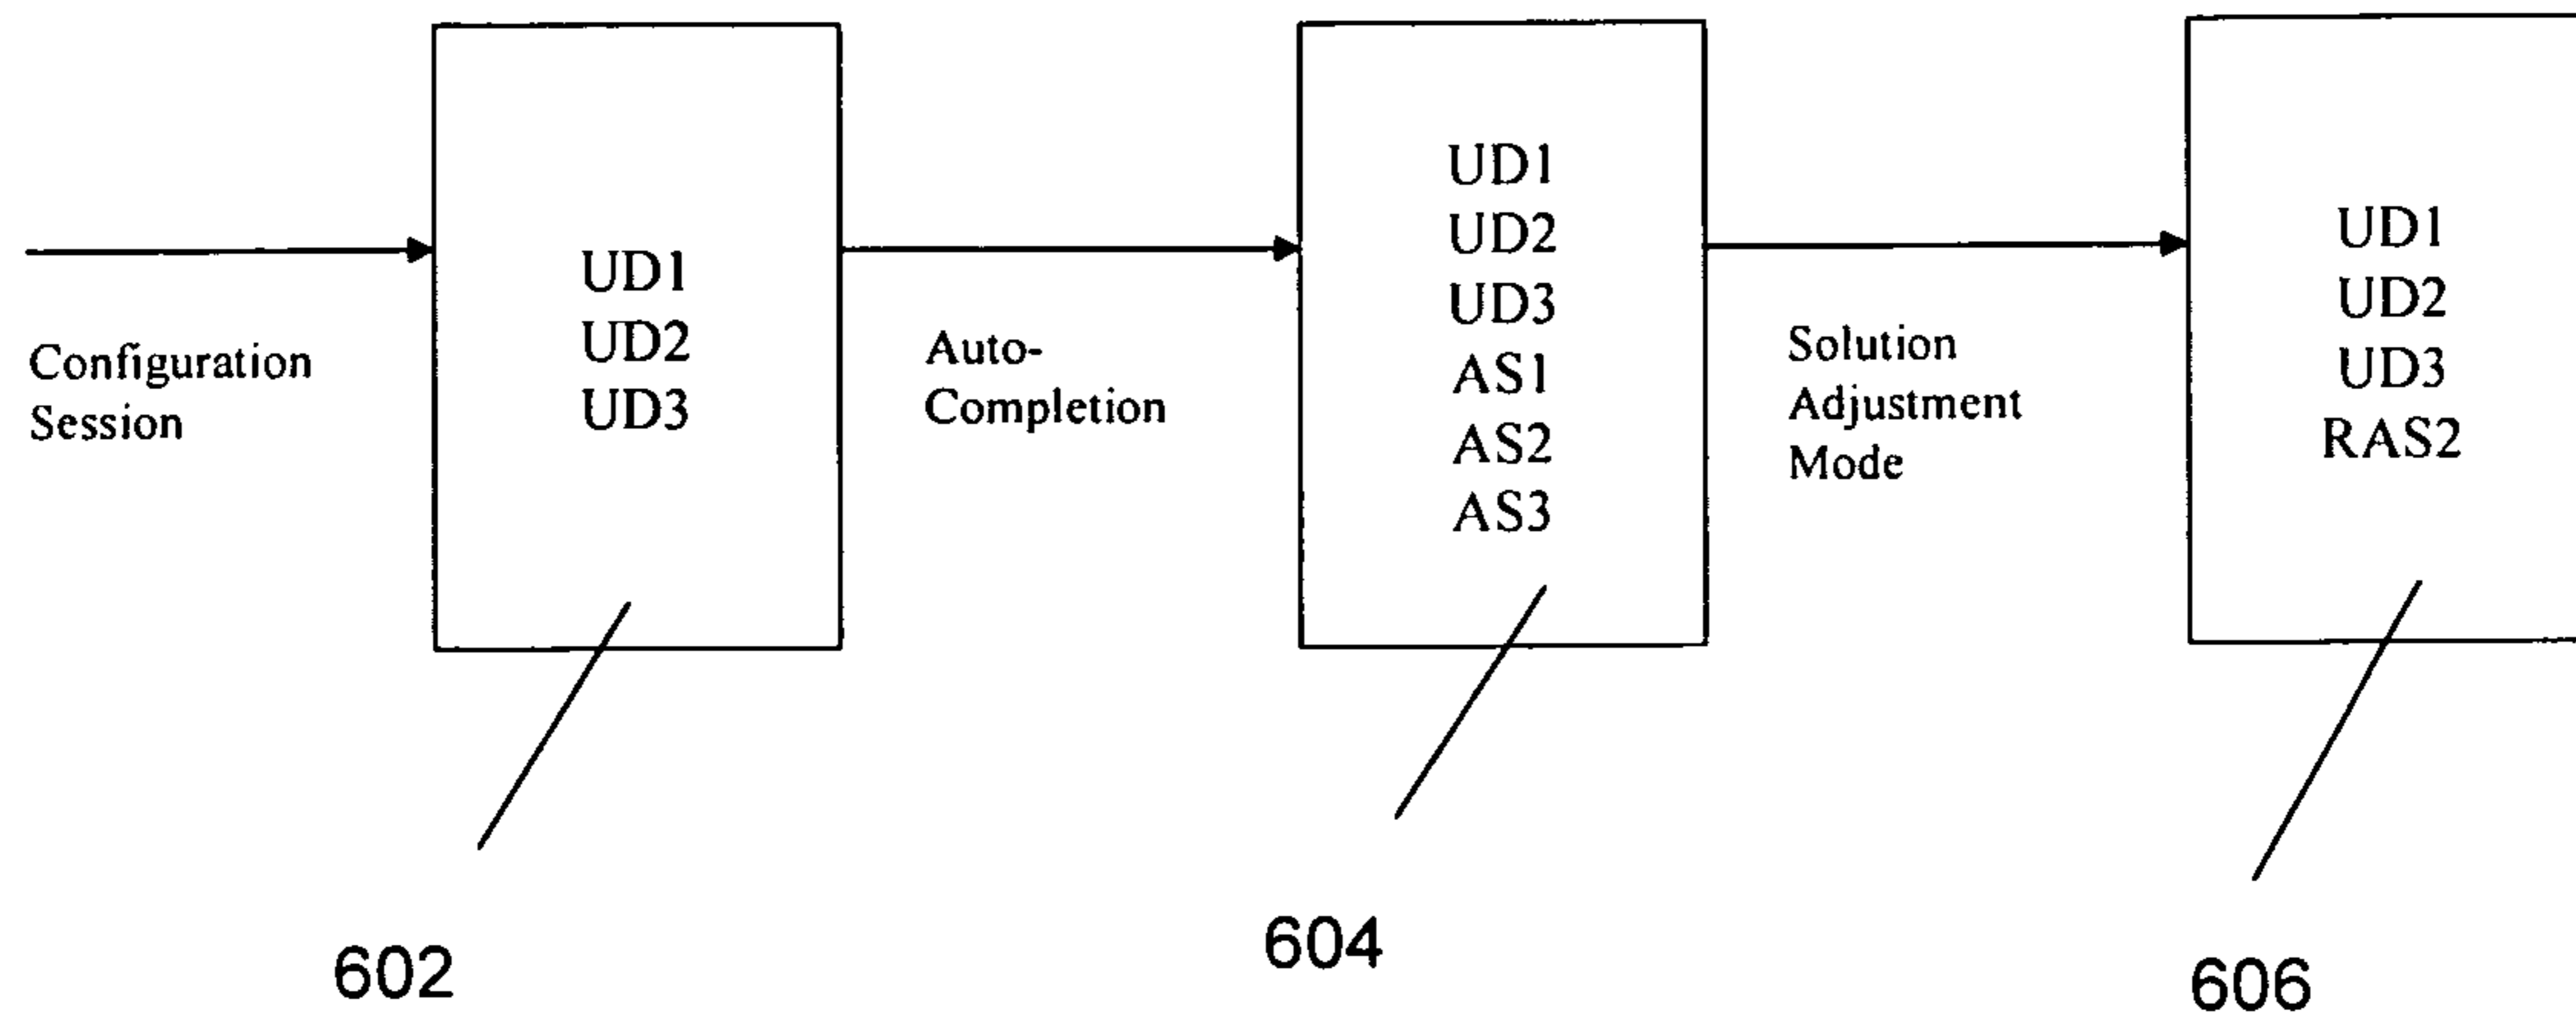 Configuration
Session
UD1
UD2
UD3
Auto-
Completion
UD1
UD2
UD3
AS1
AS2
AS3
Solution
Adjustment
Mode
UD1
UD2
UD3
RAS2
602
604
606